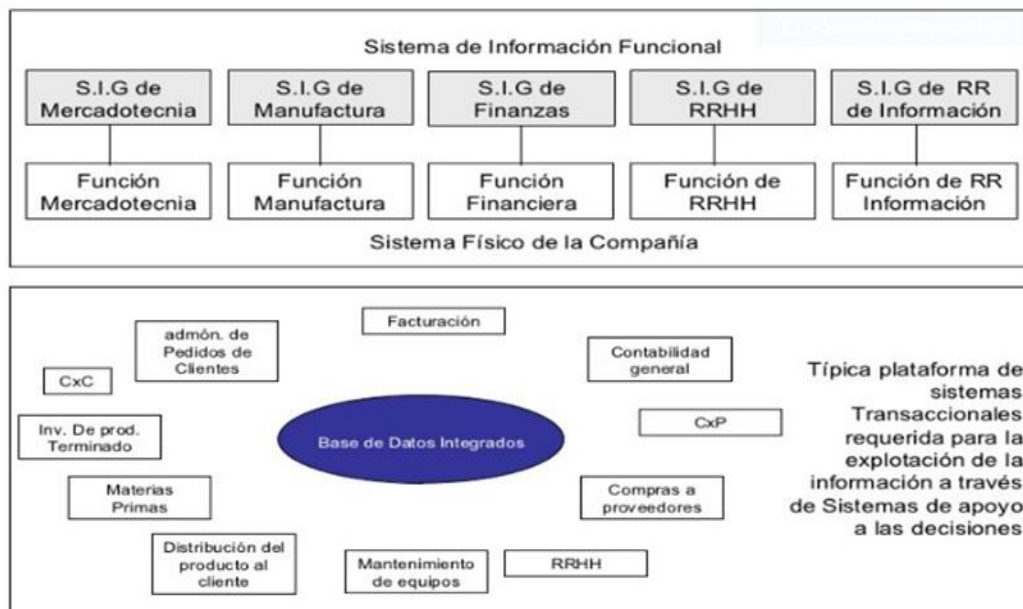 Sistema de Información Funcional
S.I.G de
Mercadotecnia
S.I.G de
Manufactura
S.I.G de
Finanzas
S.I.G de
RRHH
S.I.G de RR
de Información
Función
Mercadotecnia
Función
Manufactura
Función
Financiera
Función de
RRHH
Función de RR
Información
Sistema Físico de la Compañía
Facturación
admón. de
Pedidos de
Clientes
Contabilidad
general
CxC
CxP
Inv. De prod.
Terminado
Base de Datos Integrados
Materias
Primas
Compras a
proveedores
Distribución del
producto al
cliente
Mantenimiento
de equipos
RRHH
Típica plataforma de
sistemas
Transaccionales
requerida para la
explotación de la
información a través
de Sistemas de apoyo
a las decisiones